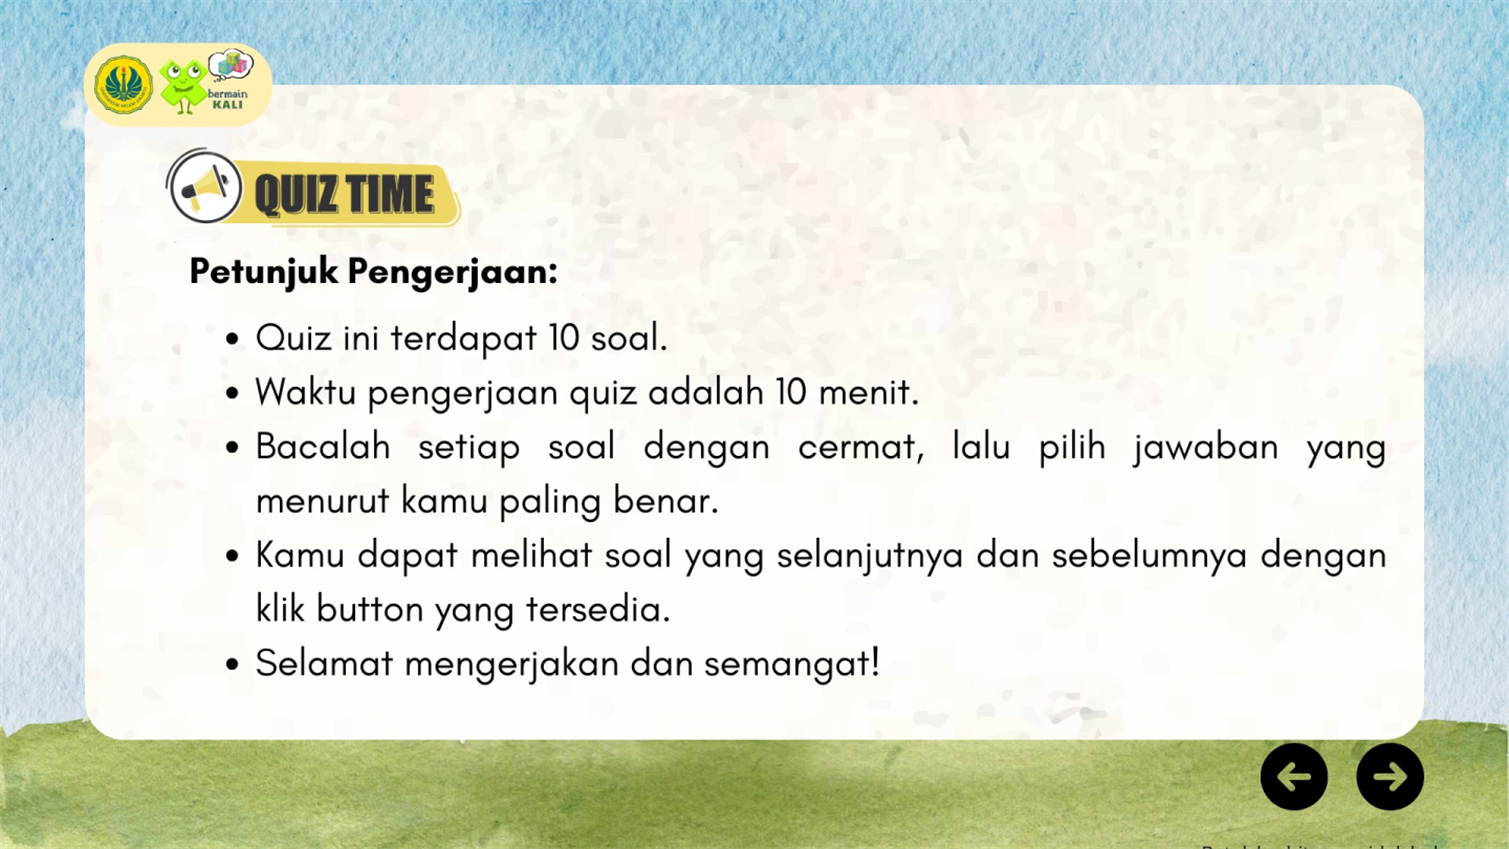 bermain
KALI
QUIZ TIME
Petunjuk Pengerjaan:
• Quiz ini terdapat 10 soal.
• Waktu pengerjaan quiz adalah 10 menit.
• Bacalah setiap soal dengan cermat, lalu pilih jawaban yang
menurut kamu paling benar.
• Kamu dapat melihat soal yang selanjutnya dan sebelumnya dengan
klik button yang tersedia.
• Selamat mengerjakan dan semangat!